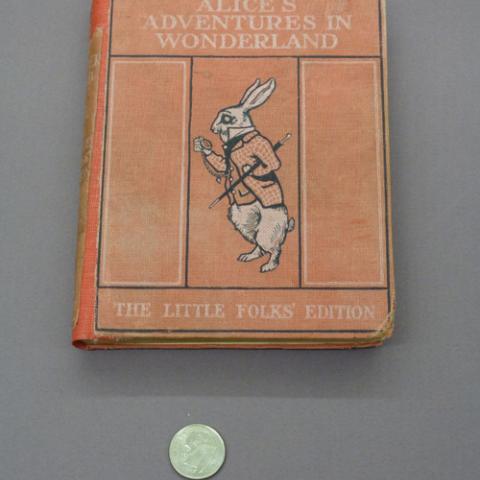 ALICE'S
ADVENTURES IN
WONDERLAND
THE LITTLE FOLKS' EDITION